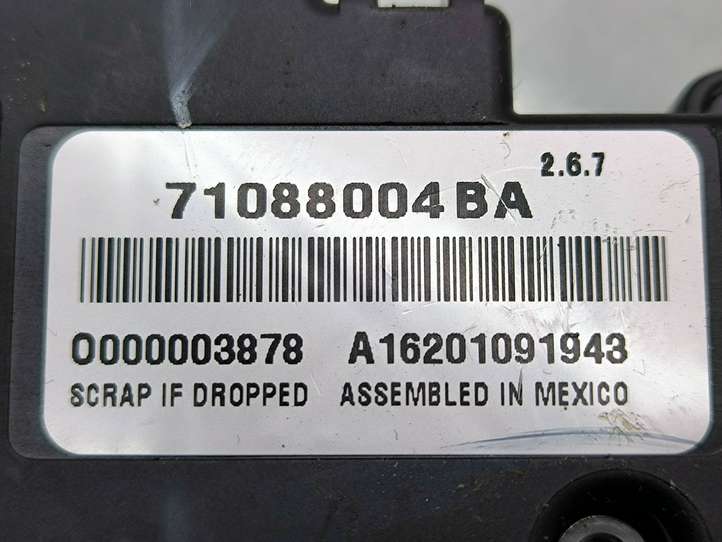 2.6.7
71088004BA
0000003878 A16201091943
SCRAP IF DROPPED ASSEMBLED IN MEXICO